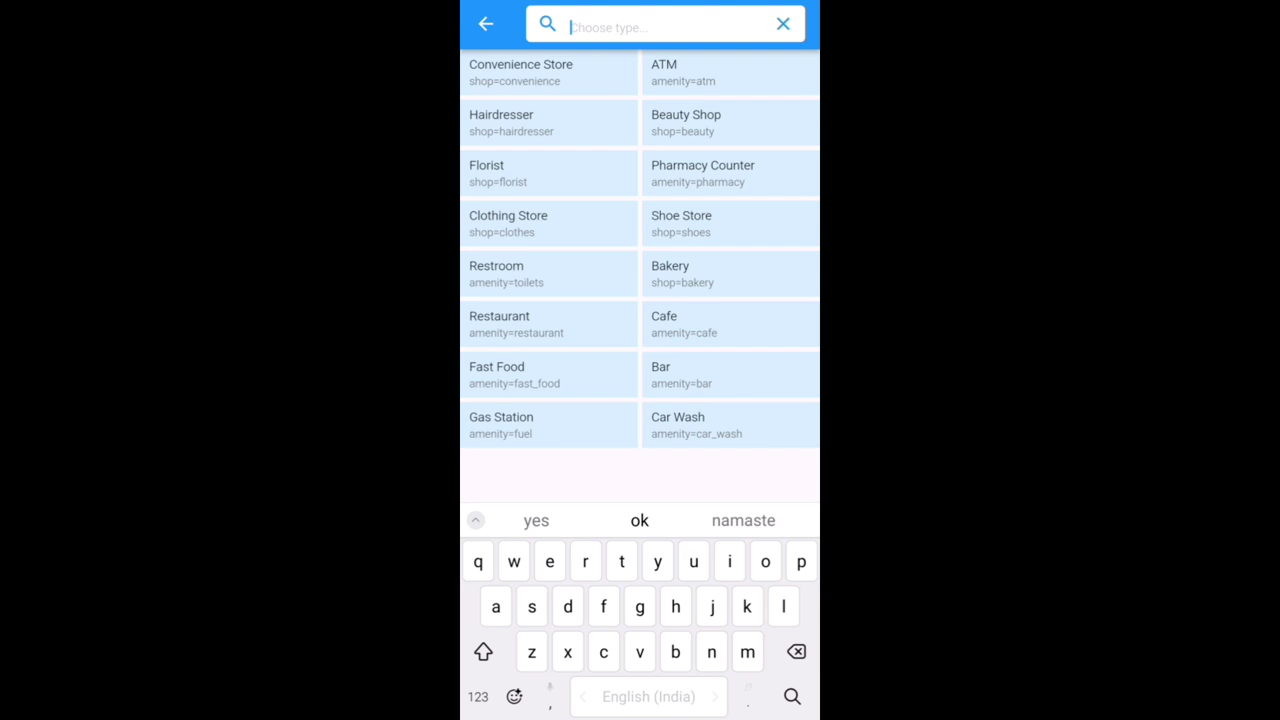 Choose type...
Convenience Store ATM
shop=convenience amenity=atm
Hairdresser Beauty Shop
shop=hairdresser shop=beauty
Florist Pharmacy Counter
shop=florist amenity=pharmacy
Clothing Store Shoe Store
shop=clothes shop=shoes
Restroom Bakery
amenity=toilets shop=bakery
Restaurant Cafe
amenity=restaurant amenity=cafe
Fast Food Bar
amenity=fast_food amenity=bar
Gas Station Car Wash
amenity=fuel amenity=car_wash
yes ok namaste
q w e r t y u i o p
a s d f g h j k l
z x c v b n m
123 , English (India) .